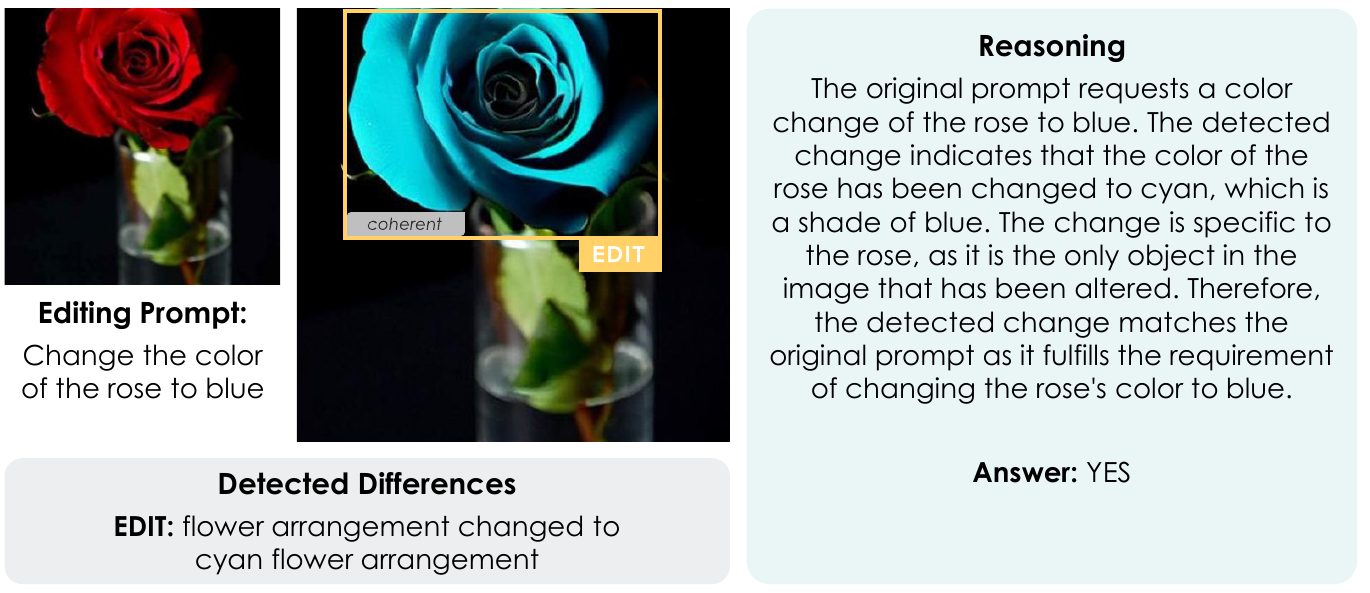 coherent
EDIT
Editing Prompt:
Change the color
of the rose to blue
Detected Differences
EDIT: flower arrangement changed to
cyan flower arrangement
Reasoning
The original prompt requests a color
change of the rose to blue. The detected
change indicates that the color of the
rose has been changed to cyan, which is
a shade of blue. The change is specific to
the rose, as it is the only object in the
image that has been altered. Therefore,
the detected change matches the
original prompt as it fulfills the requirement
of changing the rose's color to blue.
Answer: YES